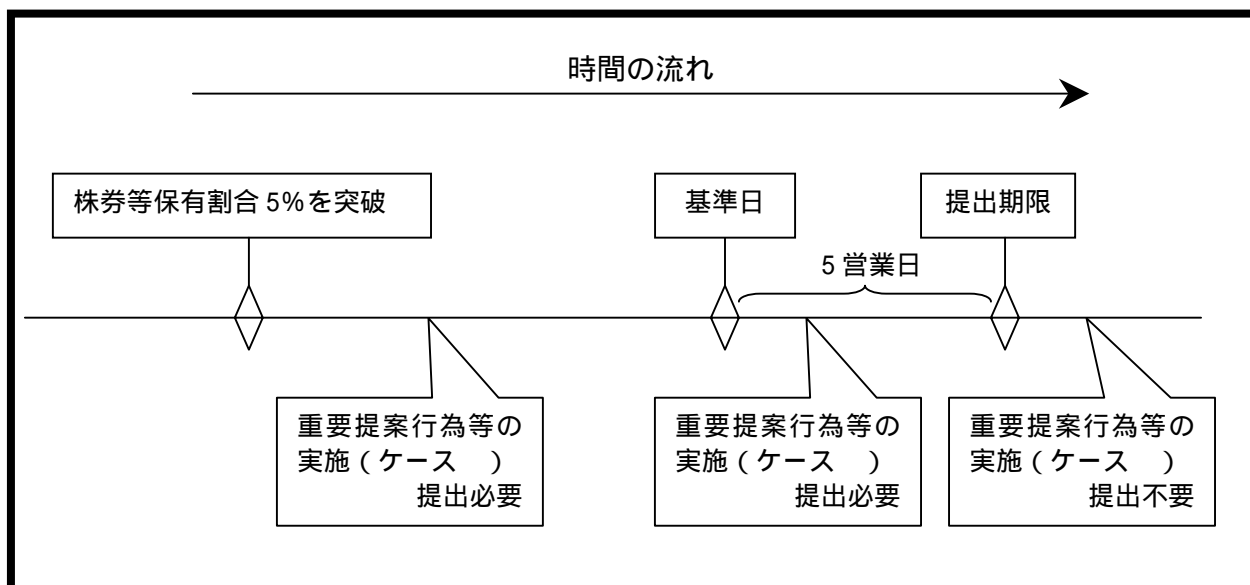 時間の流れ
株券等保有割合 5%を突破
基準日
提出期限
5 営業日
重要提案行為等の
実施(ケース　)
提出必要
重要提案行為等の
実施(ケース　)
提出必要
重要提案行為等の
実施(ケース　)
提出不要